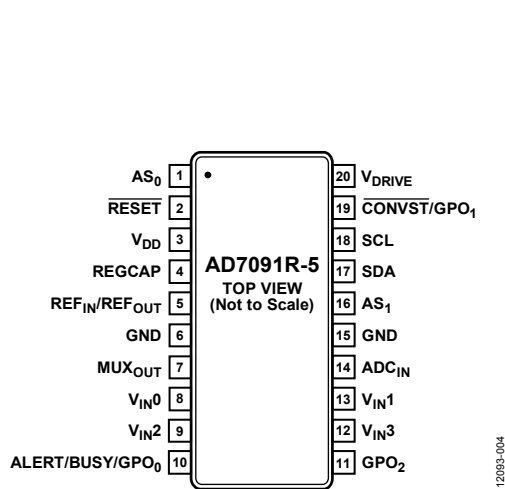 AS0 1
RESET 2
VDD 3
REGCAP 4
REFIN/REFOUT 5
GND 6
MUXOUT 7
VIN0 8
VIN2 9
ALERT/BUSY/GPO0 10
AD7091R-5
TOP VIEW
(Not to Scale)
20 VDRIVE
19 CONVST/GPO1
18 SCL
17 SDA
16 AS1
15 GND
14 ADCIN
13 VIN1
12 VIN3
11 GPO2
12093-004